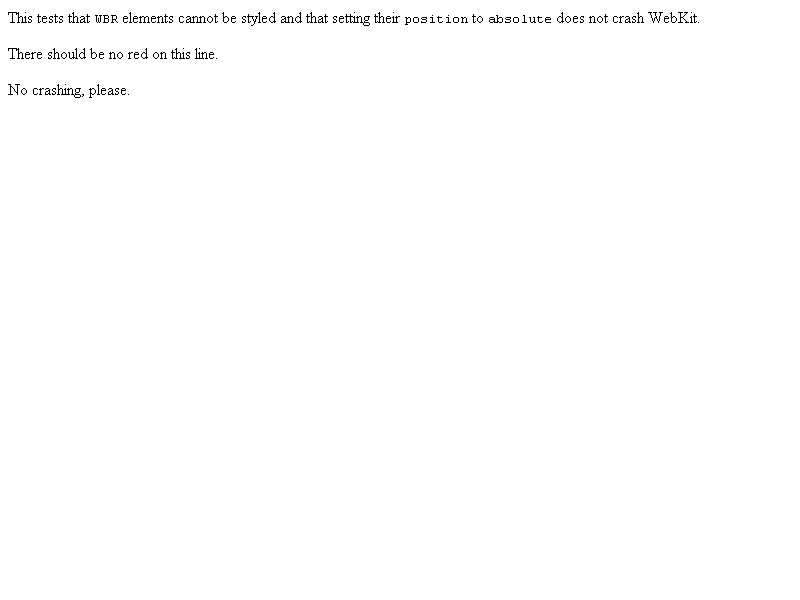 This tests that WBR elements cannot be styled and that setting their position to absolute does not crash WebKit.
There should be no red on this line.
No crashing, please.